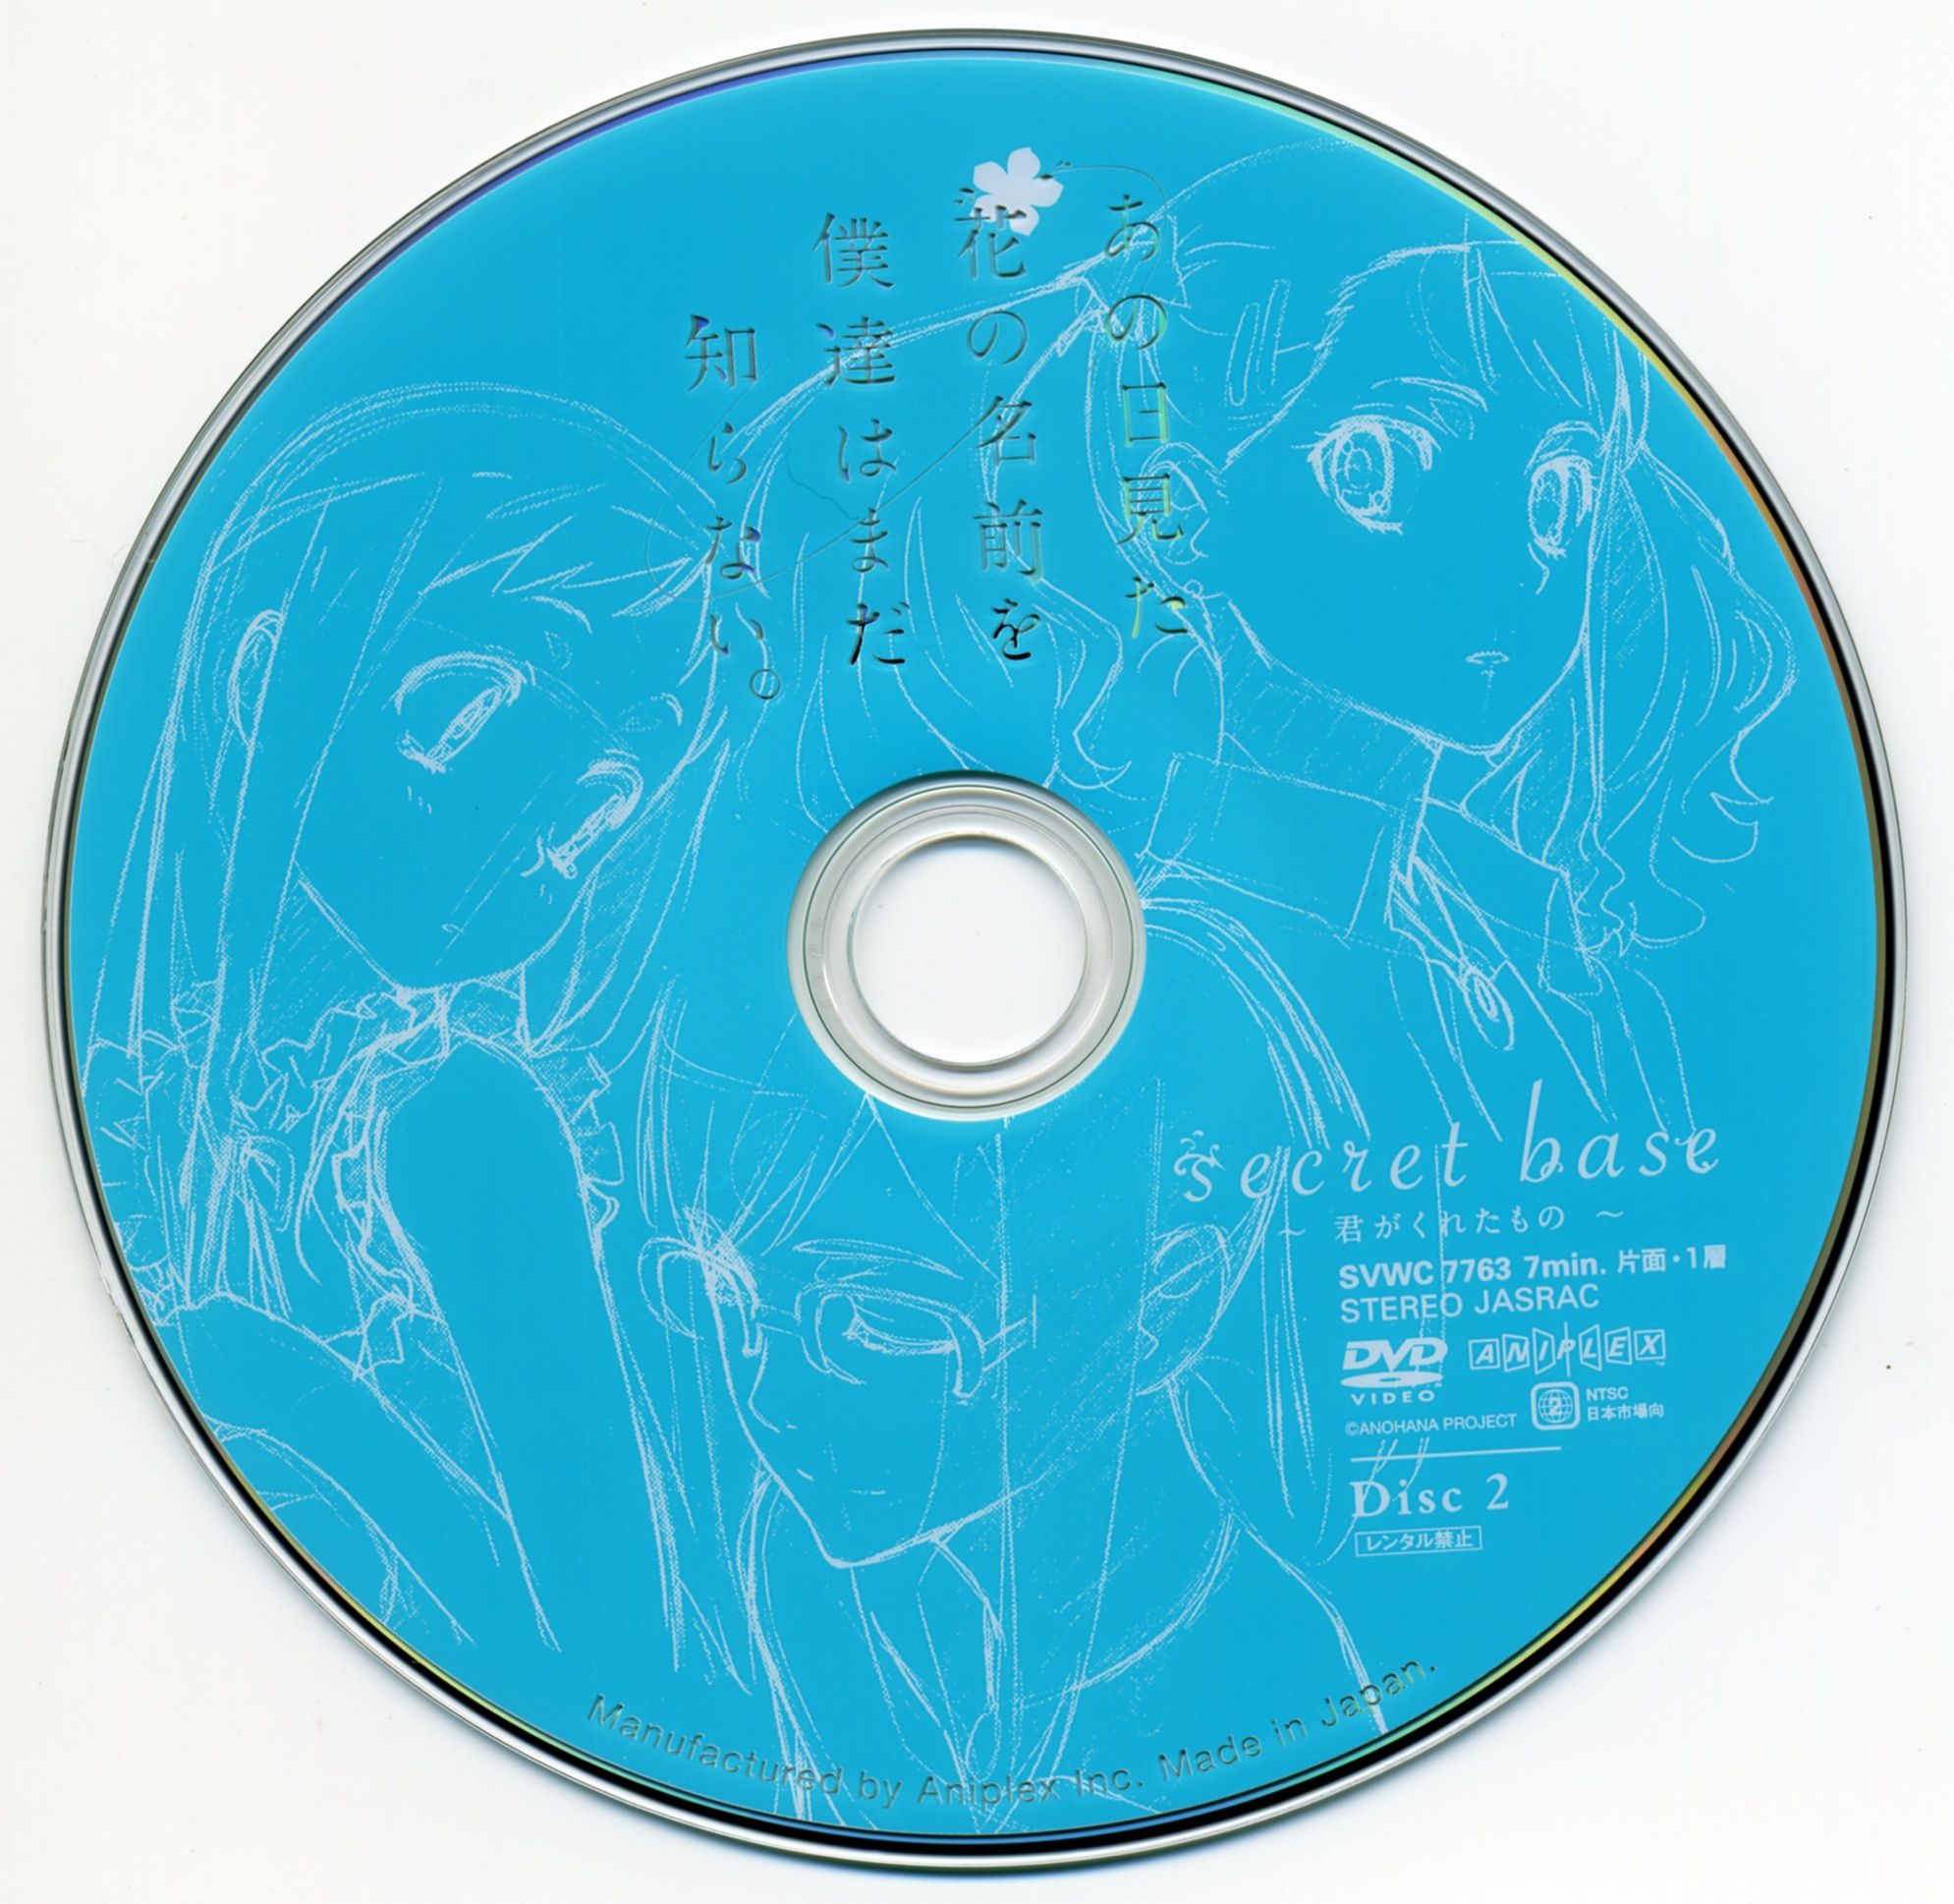 あの日見た
花の名前を
僕達はまだ
知らない。
secret base
~ 君がくれたもの ~
SVWC 7763 7min. 片面・1層
STEREO JASRAC
DVD VIDEO ANIPLEX
©ANOHANA PROJECT 2 NTSC 日本市場向
Disc 2
レンタル禁止
Manufactured by Aniplex Inc. Made in Japan.